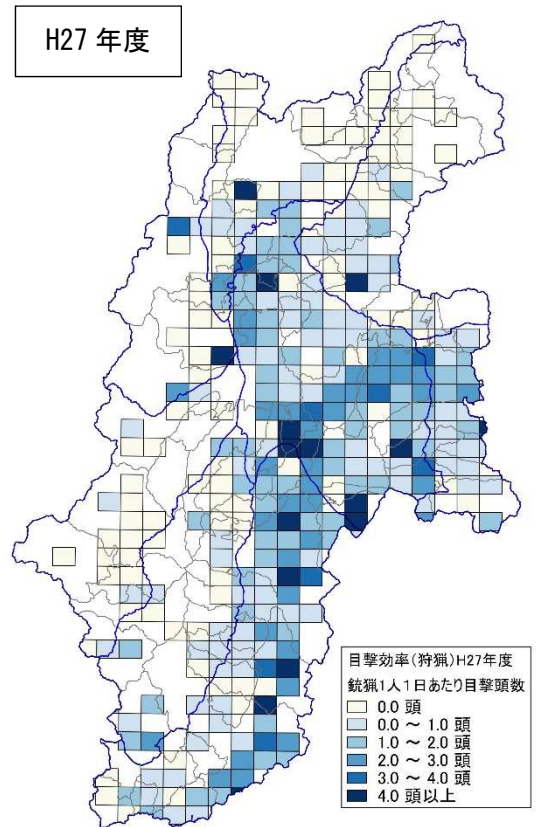 H27 年度
目撃効率(狩猟)H27年度
銃猟1人1日あたり目撃頭数
0.0 頭
0.0 ～ 1.0 頭
1.0 ～ 2.0 頭
2.0 ～ 3.0 頭
3.0 ～ 4.0 頭
4.0 頭以上